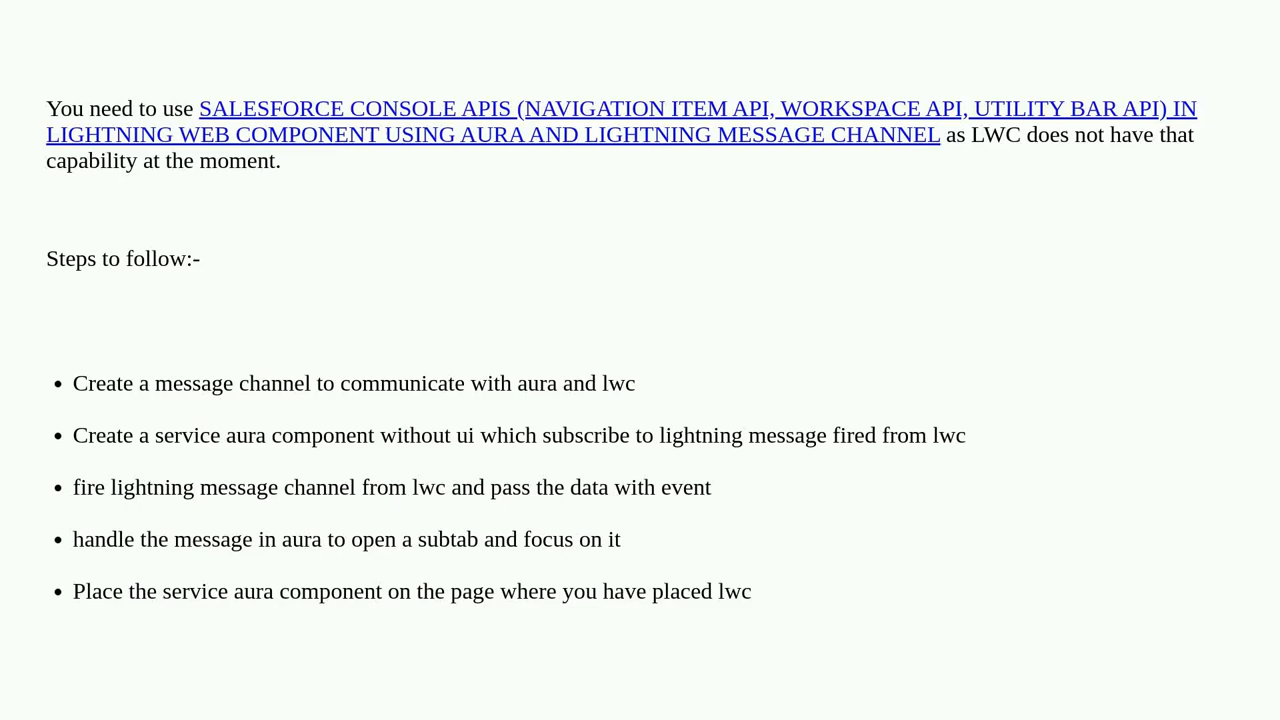 You need to use SALESFORCE CONSOLE APIS (NAVIGATION ITEM API, WORKSPACE API, UTILITY BAR API) IN
LIGHTNING WEB COMPONENT USING AURA AND LIGHTNING MESSAGE CHANNEL as LWC does not have that
capability at the moment.
Steps to follow:-
• Create a message channel to communicate with aura and lwc
• Create a service aura component without ui which subscribe to lightning message fired from lwc
• fire lightning message channel from lwc and pass the data with event
• handle the message in aura to open a subtab and focus on it
• Place the service aura component on the page where you have placed lwc